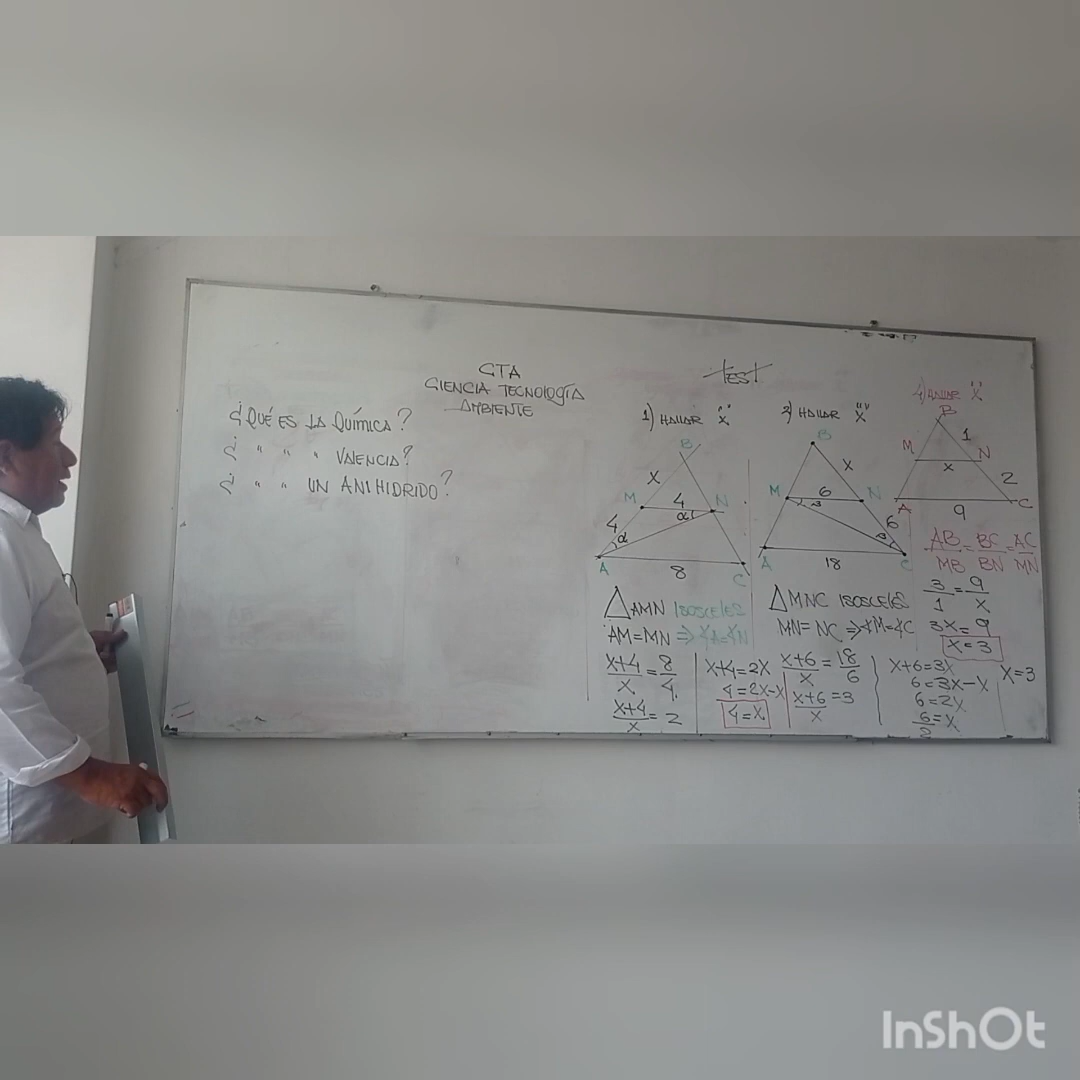 CTA
CIENCIA TECNOLOGÍA
AMBIENTE
¿QUÉ ES LA QUÍMICA?
¿ " " " VALENCIA?
¿ " " UN ANIHIDRIDO?
TEST
1) HALLAR "X"
B
X
M 4 N
4 α
α
A 8 C
△AMN ISOSCELES
AM=MN ⇒ ∢A=∢N
X+4/X = 8/4
X+4/X = 2
X+4=2X
4=2X-X
4=X
2) HALLAR "X"
B
X
M 6 N
β
6
β
A 18 C
△MNC ISOSCELES
MN=NC ⇒ ∢M=∢C
X+6/X = 18/6
X+6/X = 3
X+6=3X
6=3X-X
6=2X
6/2=X
X=3
HALLAR "X"
B
1
M X N
2
A 9 C
AB/MB = BC/BN = AC/MN
3/1 = 9/X
3X=9
X=3
InShOt